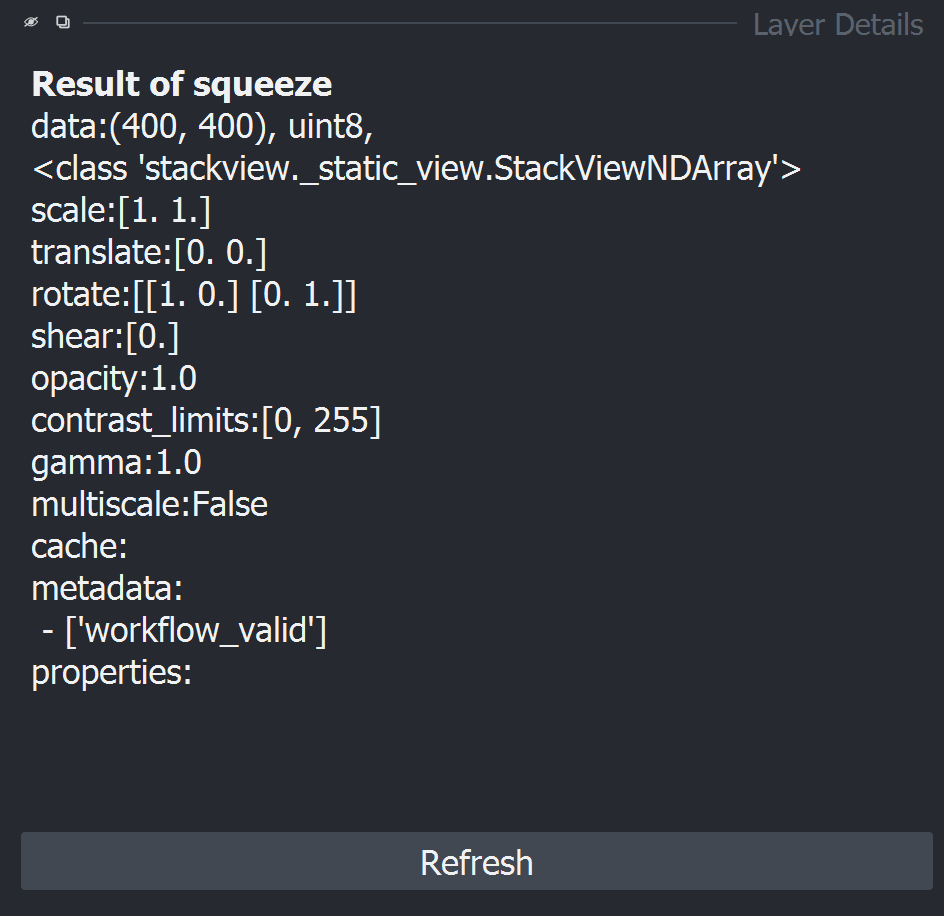 Layer Details
Result of squeeze
data:(400, 400), uint8,
<class 'stackview._static_view.StackViewNDArray'>
scale:[1. 1.]
translate:[0. 0.]
rotate:[[1. 0.] [0. 1.]]
shear:[0.]
opacity:1.0
contrast_limits:[0, 255]
gamma:1.0
multiscale:False
cache:
metadata:
 - ['workflow_valid']
properties:
Refresh